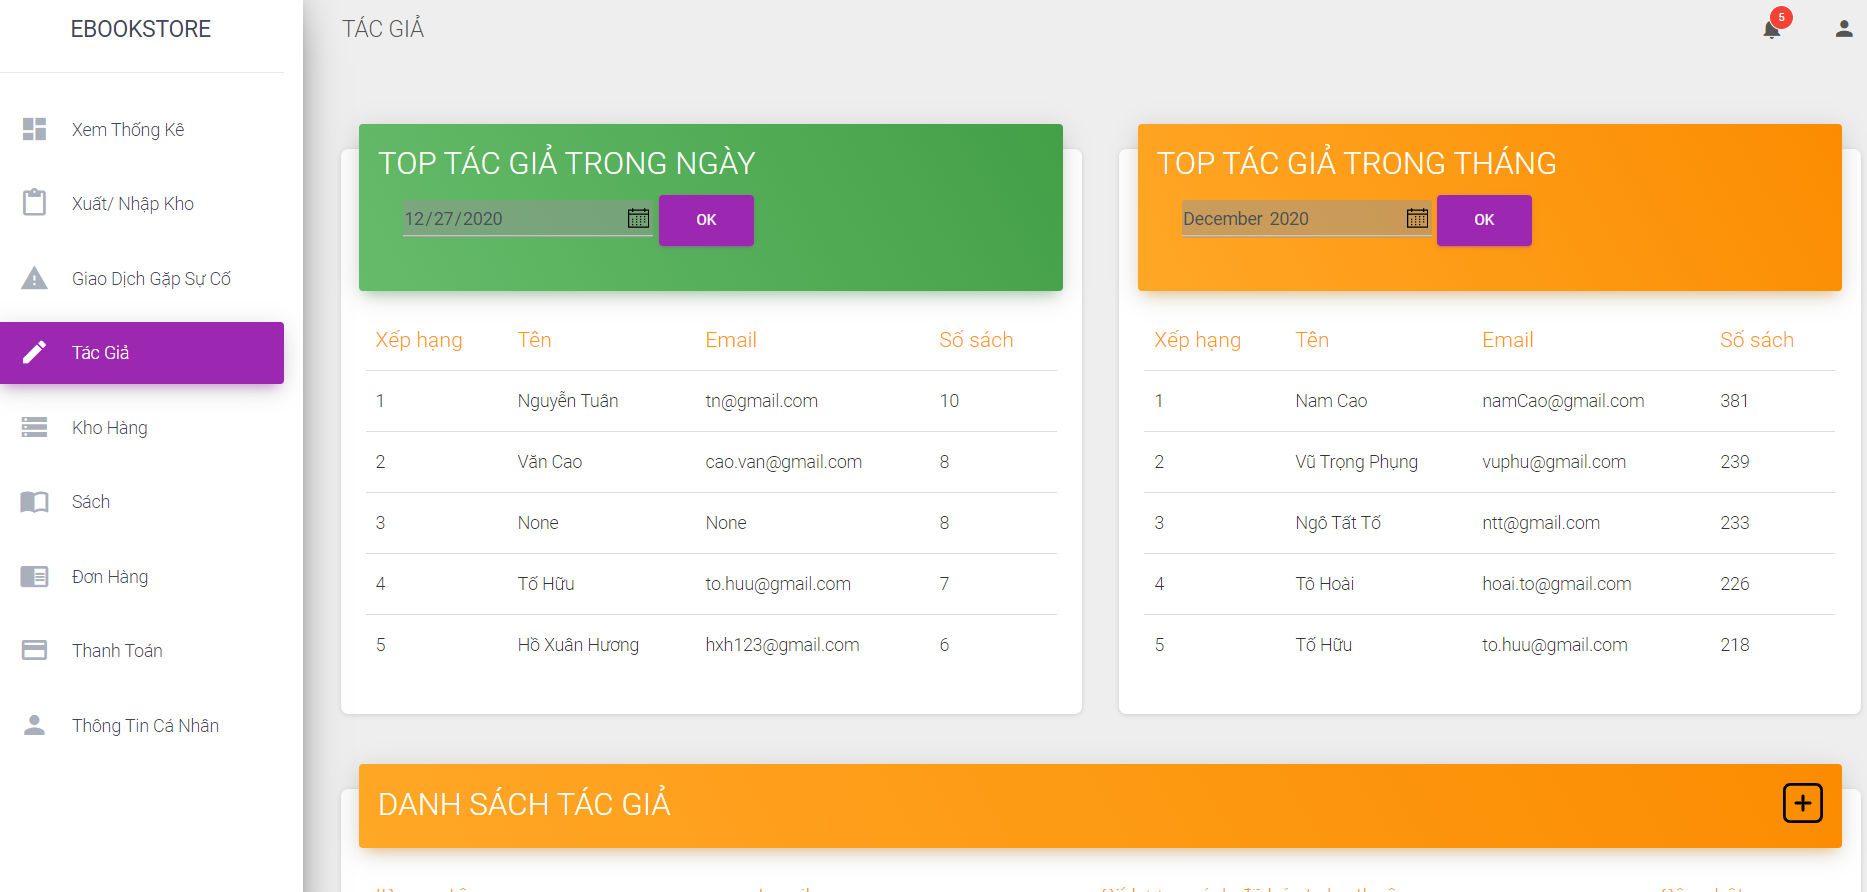 EBOOKSTORE
Xem Thống Kê
Xuất/ Nhập Kho
Giao Dịch Gặp Sự Cố
Tác Giả
Kho Hàng
Sách
Đơn Hàng
Thanh Toán
Thông Tin Cá Nhân
TÁC GIẢ
5
TOP TÁC GIẢ TRONG NGÀY
12/27/2020 OK
Xếp hạng Tên Email Số sách
1 Nguyễn Tuân tn@gmail.com 10
2 Văn Cao cao.van@gmail.com 8
3 None None 8
4 Tố Hữu to.huu@gmail.com 7
5 Hồ Xuân Hương hxh123@gmail.com 6
TOP TÁC GIẢ TRONG THÁNG
December 2020 OK
Xếp hạng Tên Email Số sách
1 Nam Cao namCao@gmail.com 381
2 Vũ Trọng Phụng vuphu@gmail.com 239
3 Ngô Tất Tố ntt@gmail.com 233
4 Tô Hoài hoai.to@gmail.com 226
5 Tố Hữu to.huu@gmail.com 218
DANH SÁCH TÁC GIẢ